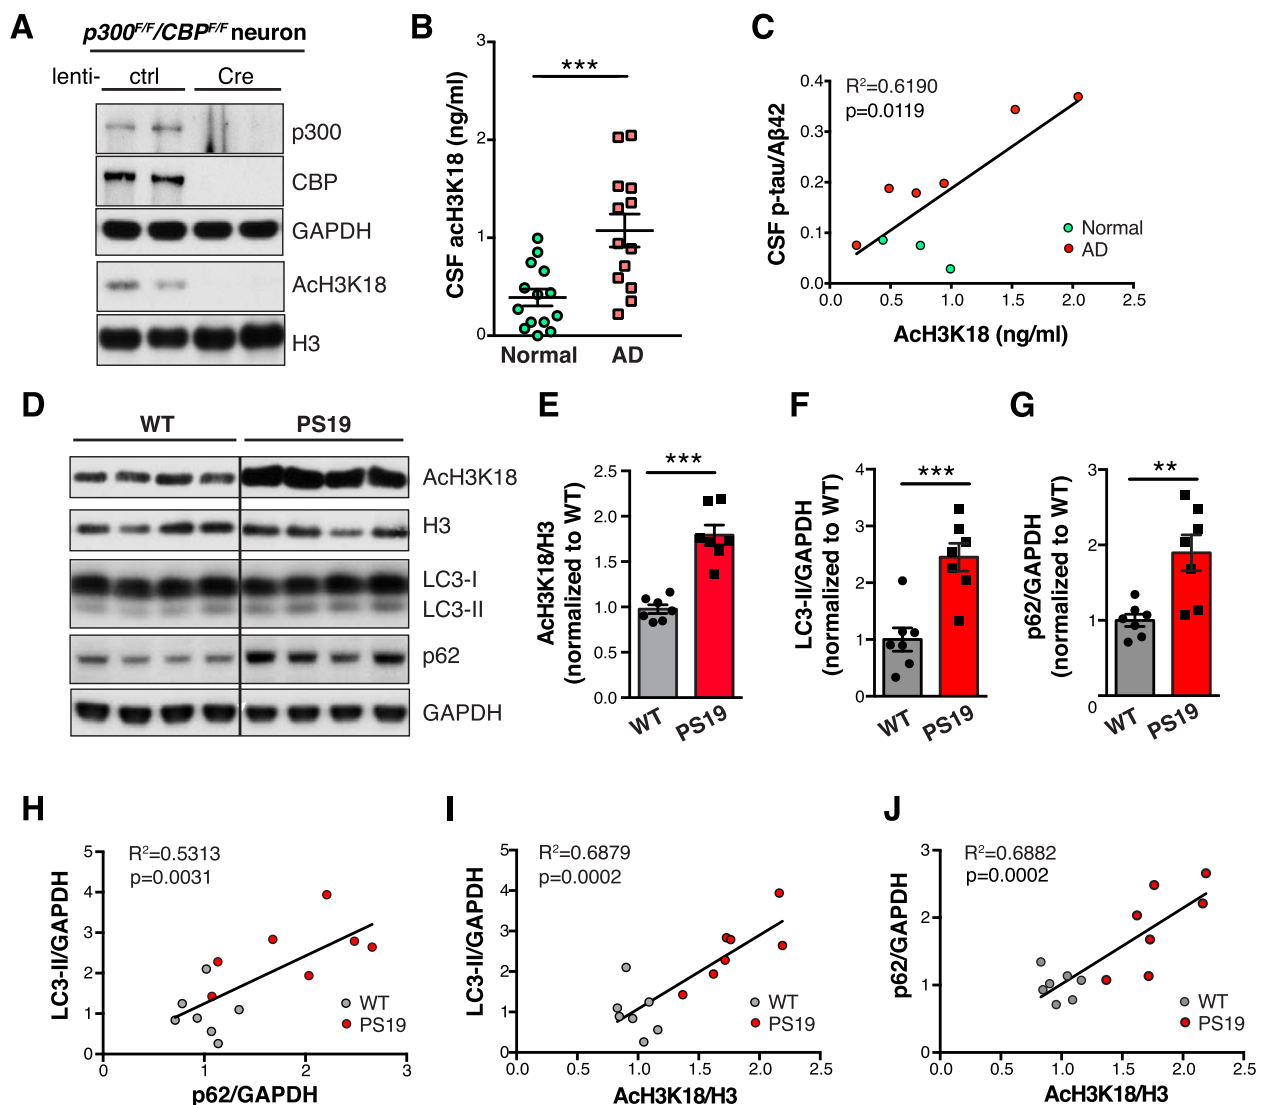 A
p300F/F/CBPF/F neuron
lenti- ctrl Cre
p300
CBP
GAPDH
AcH3K18
H3
B
CSF acH3K18 (ng/ml)
3
2
1
0
***
Normal AD
C
CSF p-tau/Aβ42
0.4
0.3
0.2
0.1
0.0
R²=0.6190
p=0.0119
Normal
AD
0.0 0.5 1.0 1.5 2.0 2.5
AcH3K18 (ng/ml)
D
WT PS19
AcH3K18
H3
LC3-I
LC3-II
p62
GAPDH
E
AcH3K18/H3
(normalized to WT)
2.5
2.0
1.5
1.0
0.5
0.0
***
WT PS19
F
LC3-II/GAPDH
(normalized to WT)
4
3
2
1
0
***
WT PS19
G
p62/GAPDH
(normalized to WT)
3
2
1
0
**
WT PS19
H
LC3-II/GAPDH
5
4
3
2
1
0
R²=0.5313
p=0.0031
WT
PS19
0 1 2 3
p62/GAPDH
I
LC3-II/GAPDH
5
4
3
2
1
0
R²=0.6879
p=0.0002
WT
PS19
0.0 0.5 1.0 1.5 2.0 2.5
AcH3K18/H3
J
p62/GAPDH
3
2
1
0
R²=0.6882
p=0.0002
WT
PS19
0.0 0.5 1.0 1.5 2.0 2.5
AcH3K18/H3